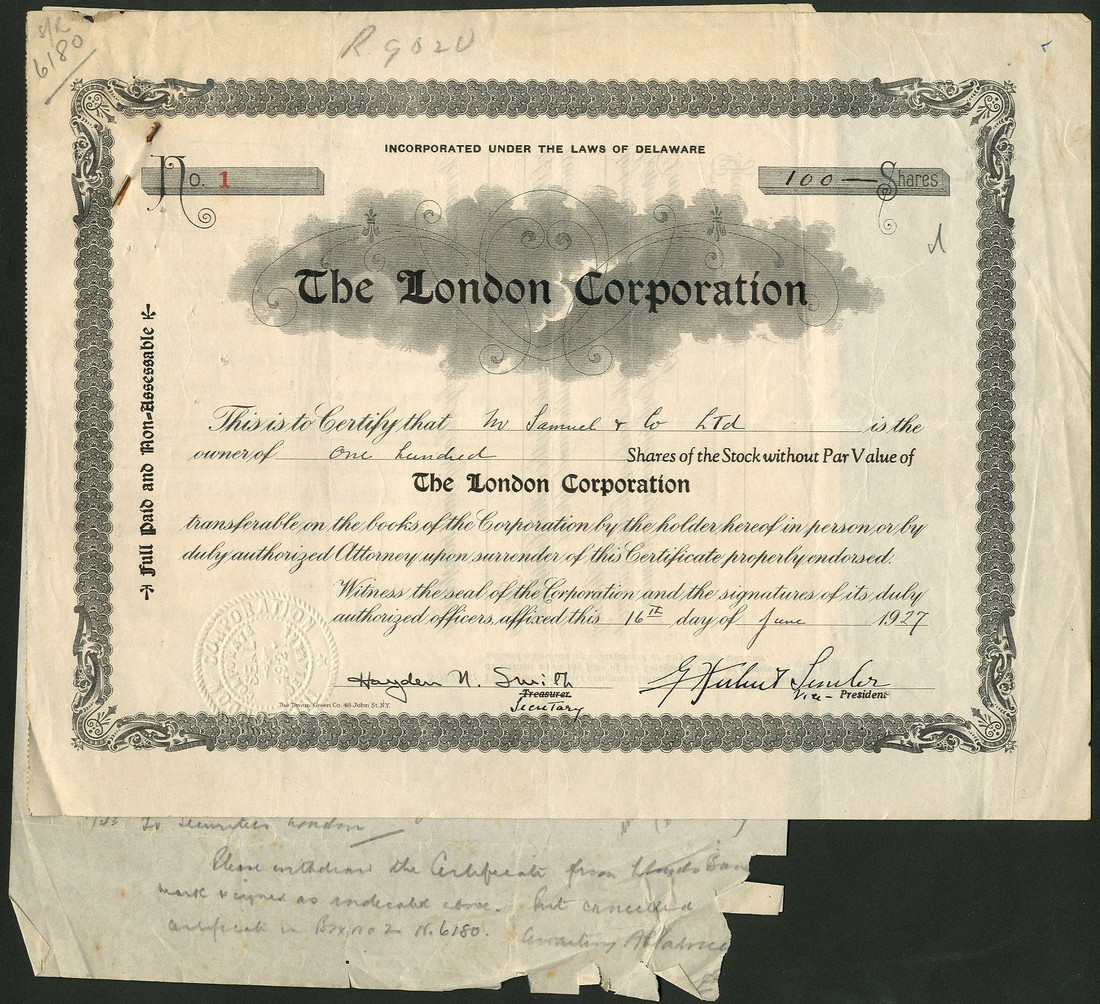 S/R
6180
R 9020
INCORPORATED UNDER THE LAWS OF DELAWARE
No. 1
100 — Shares
The London Corporation
Full Paid and Non-Assessable
This is to Certify that M Samuel & Co Ltd is the
owner of One hundred Shares of the Stock without Par Value of
The London Corporation
transferable on the books of the Corporation by the holder hereof in person or by
duly authorized Attorney upon surrender of this Certificate properly endorsed.
Witness the seal of the Corporation and the signatures of its duly
authorized officers, affixed this 16TH day of June 1927
Hayden N. Smith
Treasurer
Secretary
Vice- President
CORPORATION
To Securities London
Please withdraw the Certificate from Lloyds Bank
mark & signed as indicated above. Put cancelled
certificate in Box no 2 N. 6180. Awaiting